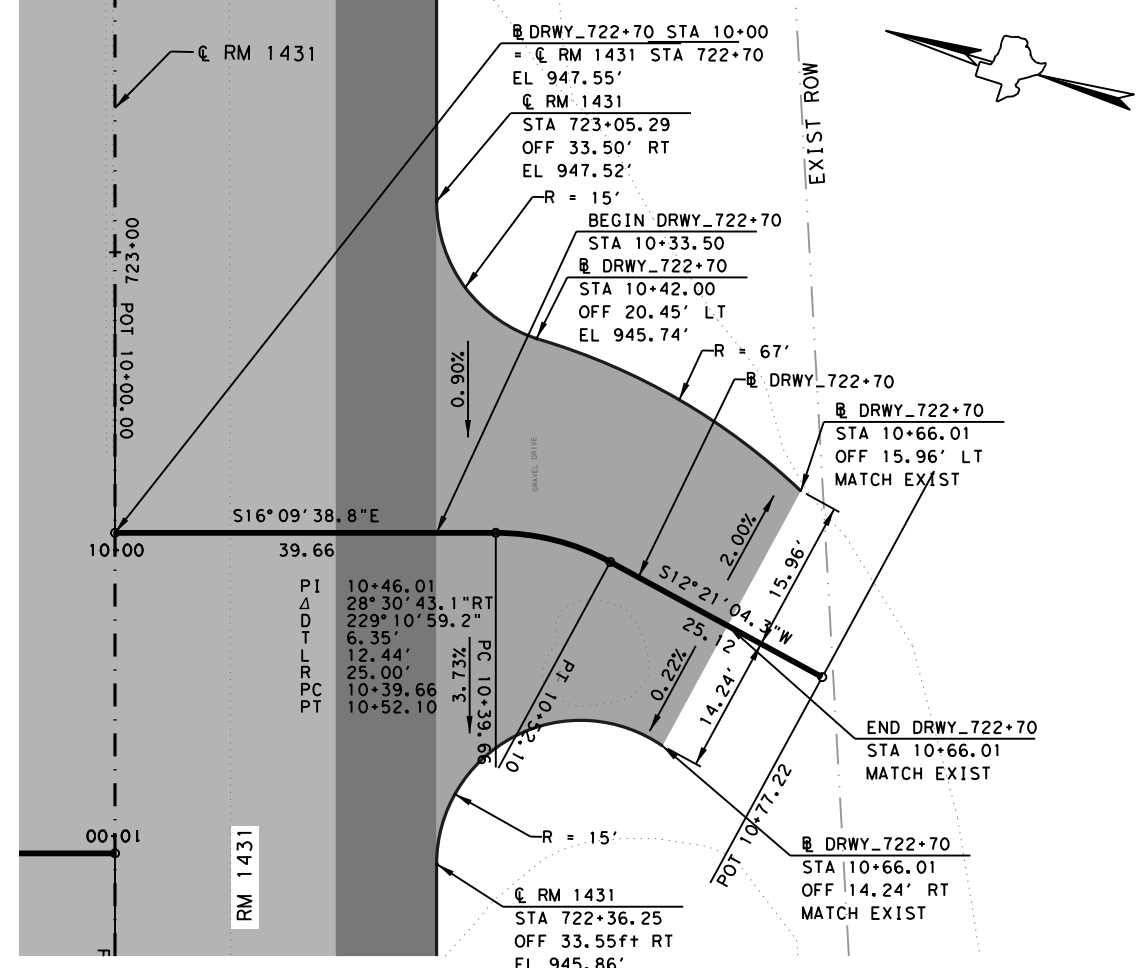 ℄ RM 1431
ⴆ DRWY_722+70 STA 10+00
= ℄ RM 1431 STA 722+70
EL 947.55'
℄ RM 1431
STA 723+05.29
OFF 33.50' RT
EL 947.52'
R = 15'
BEGIN DRWY_722+70
STA 10+33.50
DRWY_722+70
STA 10+42.00
OFF 20.45' LT
EL 945.74'
R = 67'
DRWY_722+70
DRWY_722+70
STA 10+66.01
OFF 15.96' LT
MATCH EXIST
EXIST ROW
723+00
POT 10+00.00
0.90%
GRAVEL DRIVE
S16°09'38.8"E
10+00
39.66
PI 10+46.01
Δ 28°30'43.1"RT
D 229°10'59.2"
T 6.35'
L 12.44'
R 25.00'
PC 10+39.66
PT 10+52.10
3.73%
PC 10+39.66
PT 10+52.10
S12°21'04.3"W
25.12
2.00%
15.96'
0.22%
14.24'
POT 10+77.22
END DRWY_722+70
STA 10+66.01
MATCH EXIST
DRWY_722+70
STA 10+66.01
OFF 14.24' RT
MATCH EXIST
R = 15'
10+00
RM 1431
℄ RM 1431
STA 722+36.25
OFF 33.55ft RT
EL 945.86'